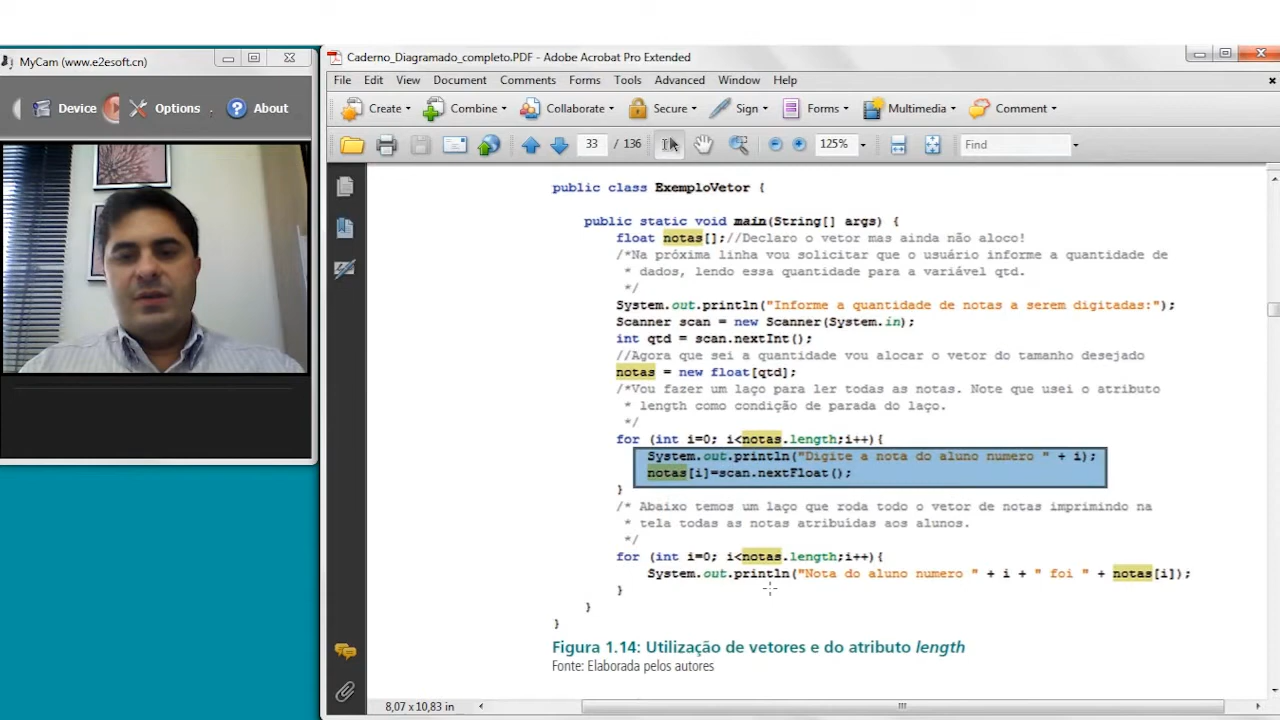 MyCam (www.e2esoft.cn)
Device
Options
About
Caderno_Diagramado_completo.PDF - Adobe Acrobat Pro Extended
File Edit View Document Comments Forms Tools Advanced Window Help
Create Combine Collaborate Secure Sign Forms Multimedia Comment
33 / 136 125% Find
public class ExemploVetor {
public static void main(String[] args) {
float notas[];//Declaro o vetor mas ainda não aloco!
/*Na próxima linha vou solicitar que o usuário informe a quantidade de
* dados, lendo essa quantidade para a variável qtd.
*/
System.out.println("Informe a quantidade de notas a serem digitadas:");
Scanner scan = new Scanner(System.in);
int qtd = scan.nextInt();
//Agora que sei a quantidade vou alocar o vetor do tamanho desejado
notas = new float[qtd];
/*Vou fazer um laço para ler todas as notas. Note que usei o atributo
* length como condição de parada do laço.
*/
for (int i=0; i<notas.length;i++){
System.out.println("Digite a nota do aluno numero " + i);
notas[i]=scan.nextFloat();
}
/* Abaixo temos um laço que roda todo o vetor de notas imprimindo na
* tela todas as notas atribuídas aos alunos.
*/
for (int i=0; i<notas.length;i++){
System.out.println("Nota do aluno numero " + i + " foi " + notas[i]);
}
}
}
Figura 1.14: Utilização de vetores e do atributo length
Fonte: Elaborada pelos autores
8,07 x 10,83 in